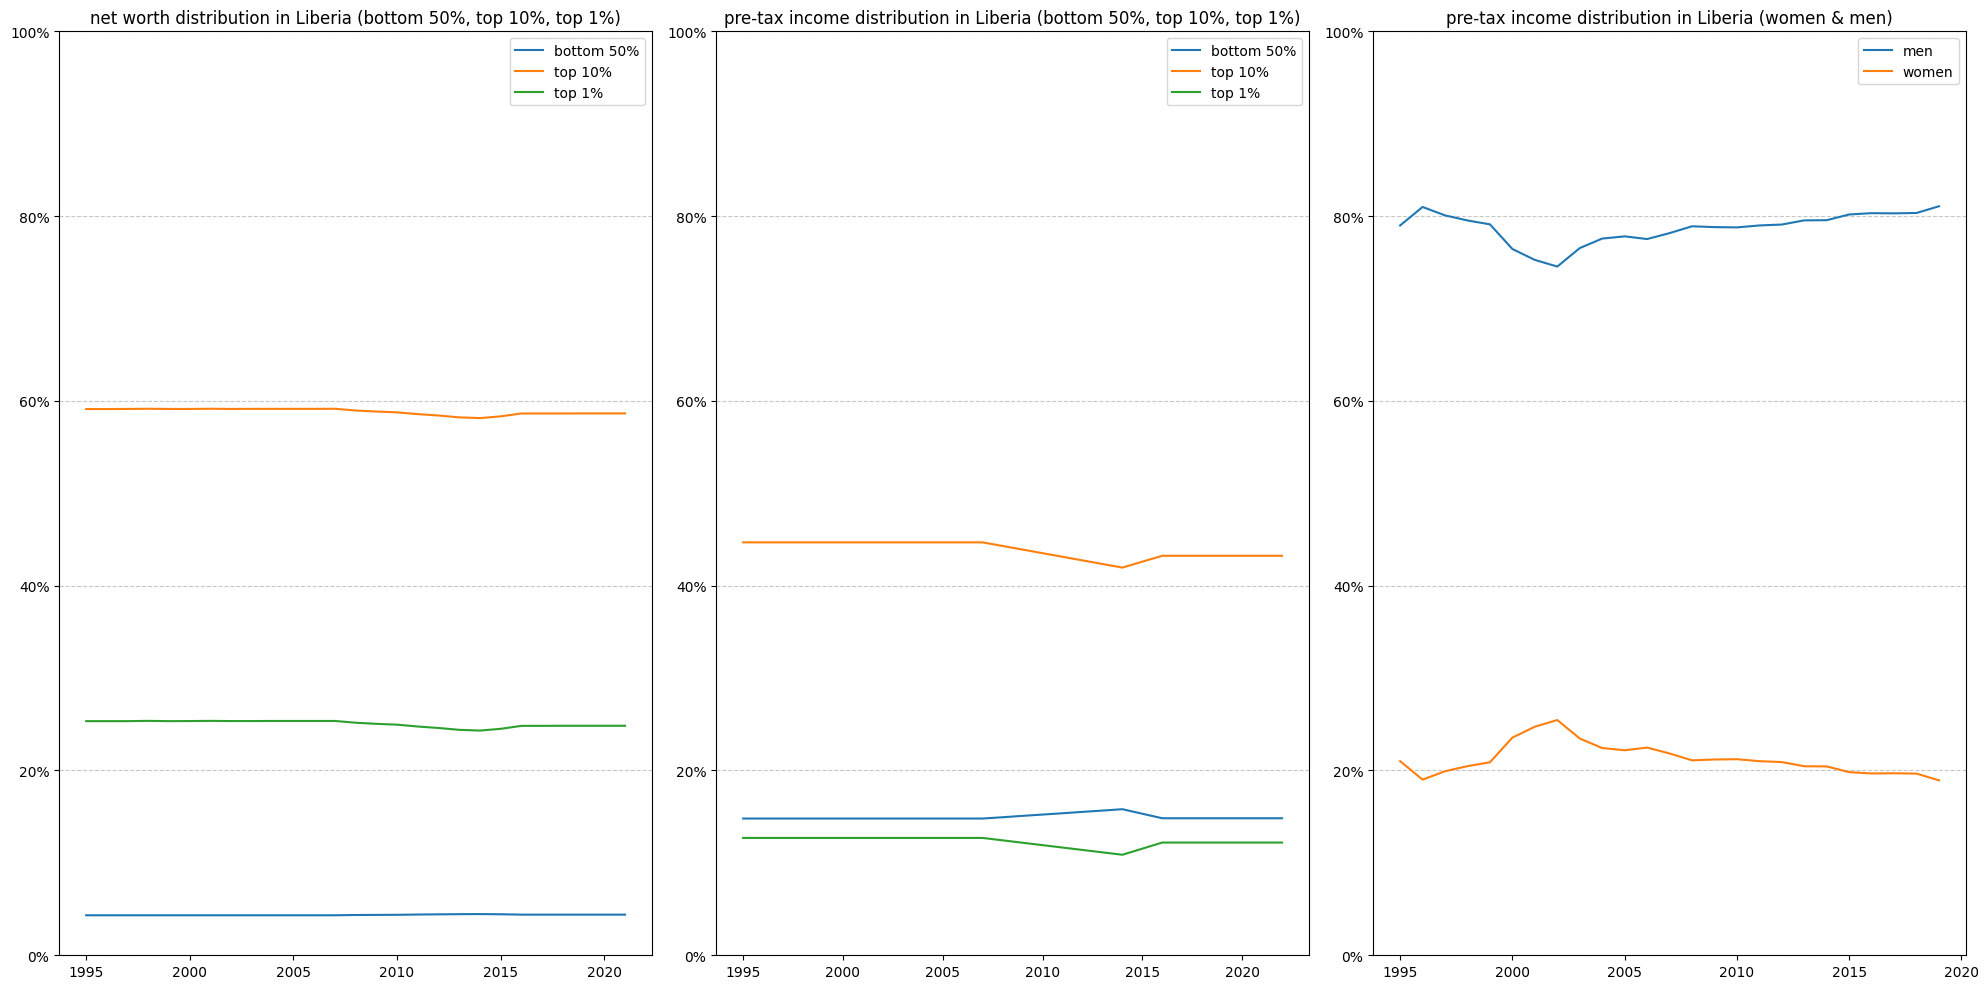 net worth distribution in Liberia (bottom 50%, top 10%, top 1%)
100%
80%
60%
40%
20%
0%
1995 2000 2005 2010 2015 2020
bottom 50%
top 10%
top 1%
pre-tax income distribution in Liberia (bottom 50%, top 10%, top 1%)
100%
80%
60%
40%
20%
0%
1995 2000 2005 2010 2015 2020
bottom 50%
top 10%
top 1%
pre-tax income distribution in Liberia (women & men)
100%
80%
60%
40%
20%
0%
1995 2000 2005 2010 2015 2020
men
women